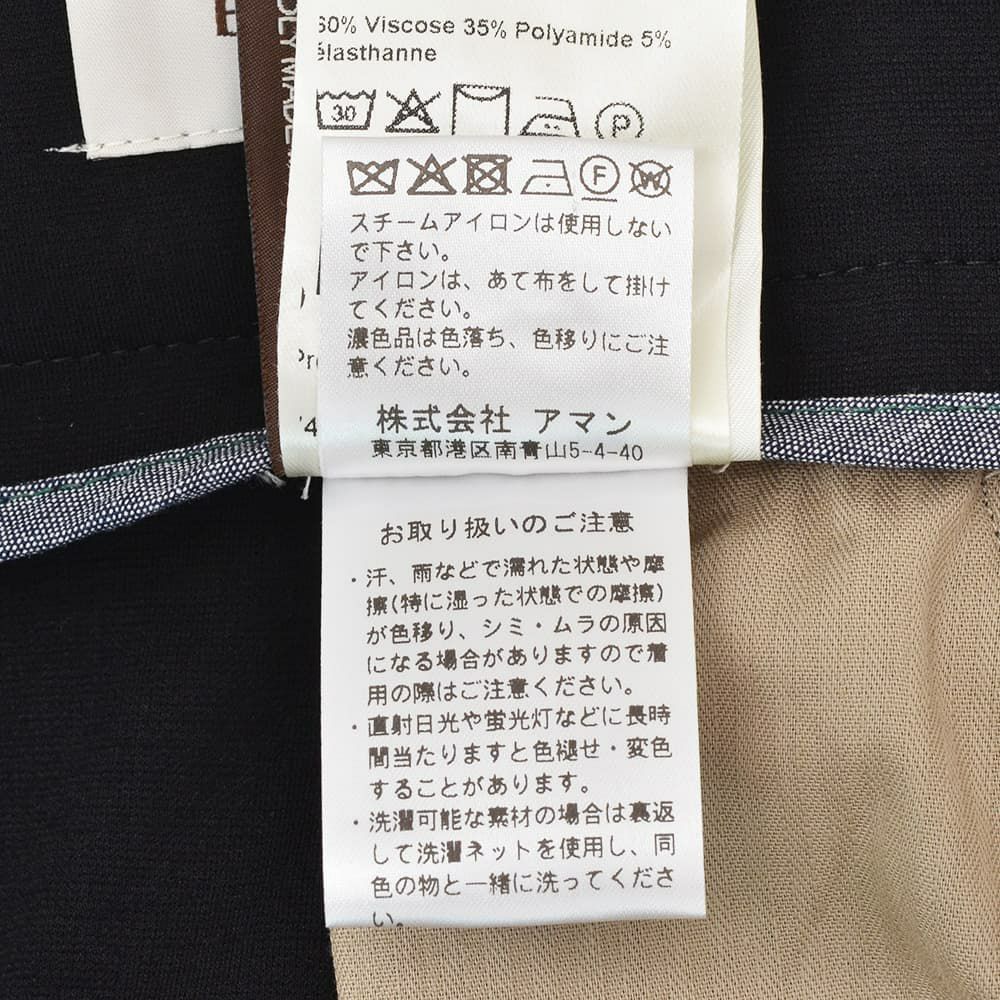 60% Viscose 35% Polyamide 5%
élasthanne
30
P
F
W
スチームアイロンは使用しない
で下さい。
アイロンは、あて布をして掛け
てください。
濃色品は色落ち、色移りにご注
意ください。
株式会社 アマン
東京都港区南青山5-4-40
お取り扱いのご注意
・汗、雨などで濡れた状態や摩
擦(特に湿った状態での摩擦)
が色移り、シミ・ムラの原因
になる場合がありますので着
用の際はご注意ください。
・直射日光や蛍光灯などに長時
間当たりますと色褪せ・変色
することがあります。
・洗濯可能な素材の場合は裏返
して洗濯ネットを使用し、同
色の物と一緒に洗ってくださ
い。